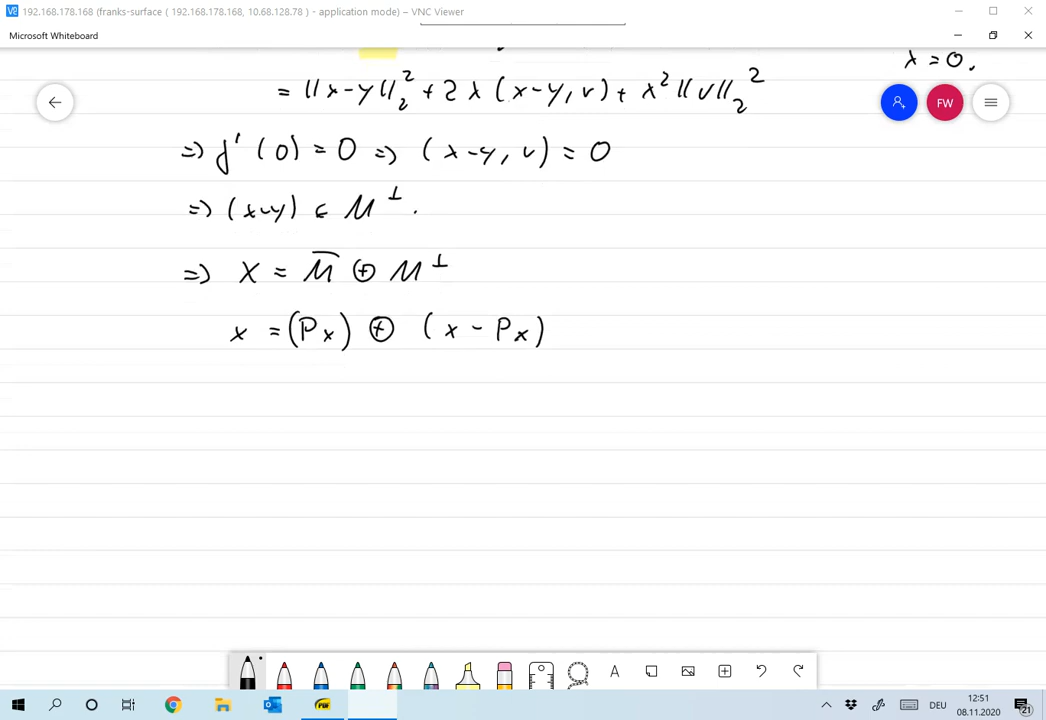 192.168.178.168 (franks-surface ( 192.168.178.168, 10.68.128.78 ) - application mode) – VNC Viewer
Microsoft Whiteboard
λ = 0.
= ||x-y||₂² + 2λ (x-y, v) + λ² ||v||₂²
FW
⇒ f'(0) = 0 ⇒ (x-y, v) = 0
⇒ (x-y) ∈ M⊥.
⇒ X = M̅ ⊕ M⊥
x = (Px) ⊕ (x - Px)
A
DEU
12:51
08.11.2020
21